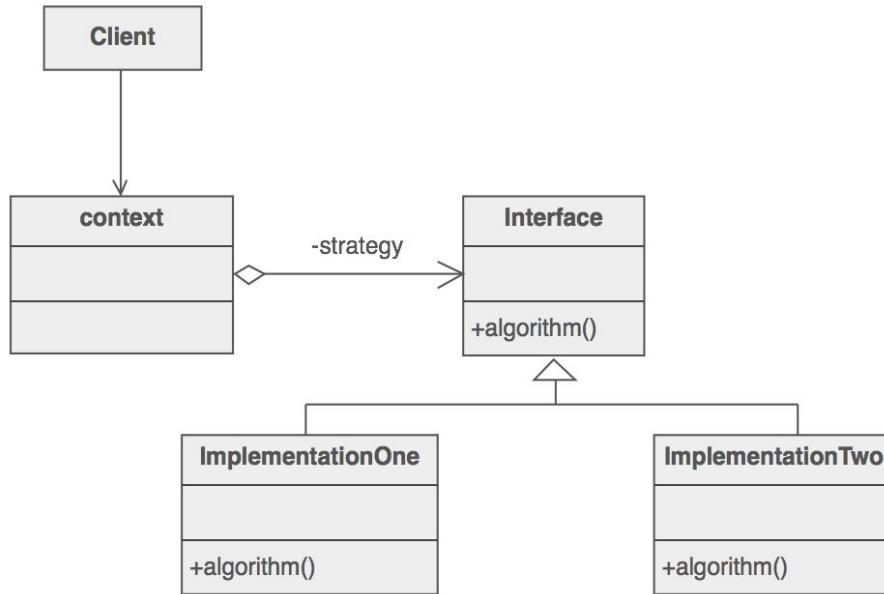 Client
context
-strategy
Interface
+algorithm()
ImplementationOne
+algorithm()
ImplementationTwo
+algorithm()